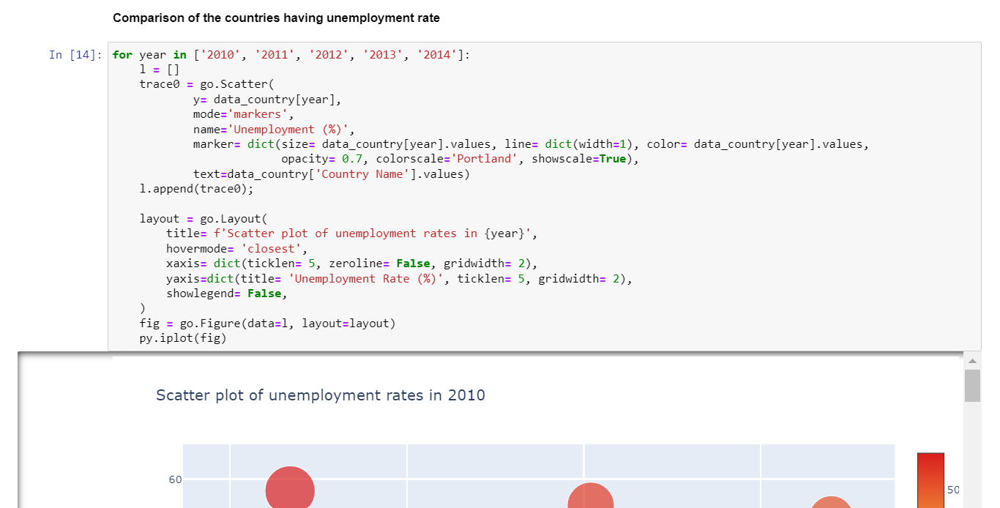 Comparison of the countries having unemployment rate
In [14]: for year in ['2010', '2011', '2012', '2013', '2014']:
    l = []
    trace0 = go.Scatter(
            y= data_country[year],
            mode='markers',
            name='Unemployment (%)',
            marker= dict(size= data_country[year].values, line= dict(width=1), color= data_country[year].values,
                         opacity= 0.7, colorscale='Portland', showscale=True),
            text=data_country['Country Name'].values)
    l.append(trace0);
    layout = go.Layout(
        title= f'Scatter plot of unemployment rates in {year}',
        hovermode= 'closest',
        xaxis= dict(ticklen= 5, zeroline= False, gridwidth= 2),
        yaxis=dict(title= 'Unemployment Rate (%)', ticklen= 5, gridwidth= 2),
        showlegend= False,
    )
    fig = go.Figure(data=l, layout=layout)
    py.iplot(fig)
Scatter plot of unemployment rates in 2010
60
50